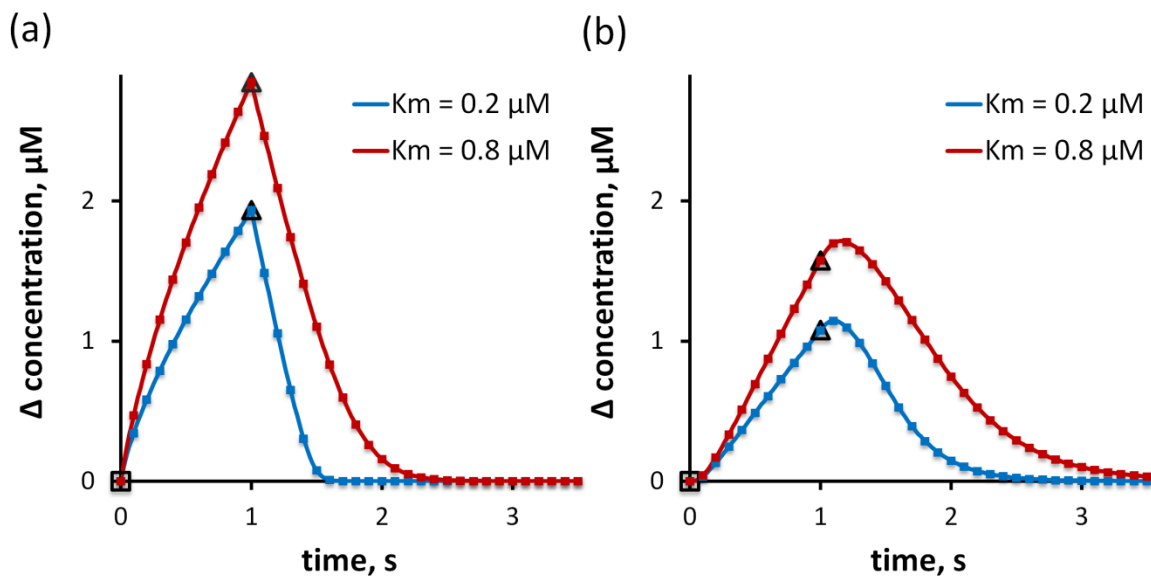 (a)
Δ concentration, µM
2
1
0
0
1
2
3
time, s
Km = 0.2 µM
Km = 0.8 µM
(b)
Δ concentration, µM
2
1
0
0
1
2
3
time, s
Km = 0.2 µM
Km = 0.8 µM